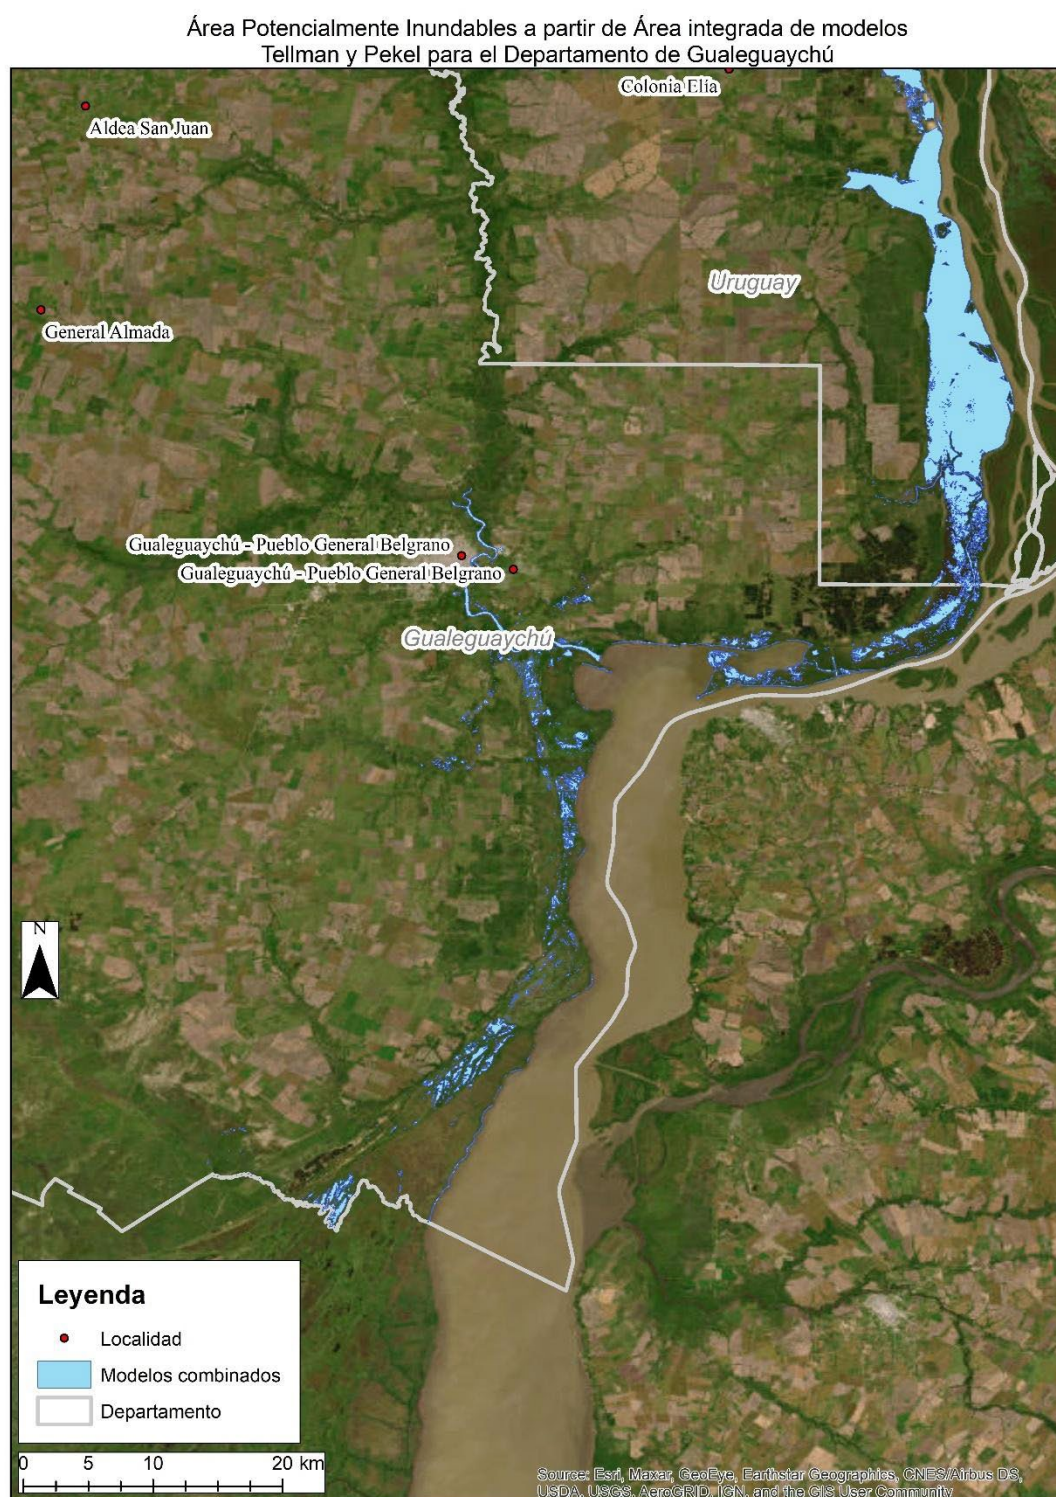 Área Potencialmente Inundables a partir de Área integrada de modelos
Tellman y Pekel para el Departamento de Gualeguaychú
Colonia Elía
Aldea San Juan
Uruguay
General Almada
Gualeguaychú - Pueblo General Belgrano
Gualeguaychú - Pueblo General Belgrano
Gualeguaychú
N
Leyenda
Localidad
Modelos combinados
Departamento
0 5 10 20 km
Source: Esri, Maxar, GeoEye, Earthstar Geographics, CNES/Airbus DS,
USDA, USGS, AeroGRID, IGN, and the GIS User Community